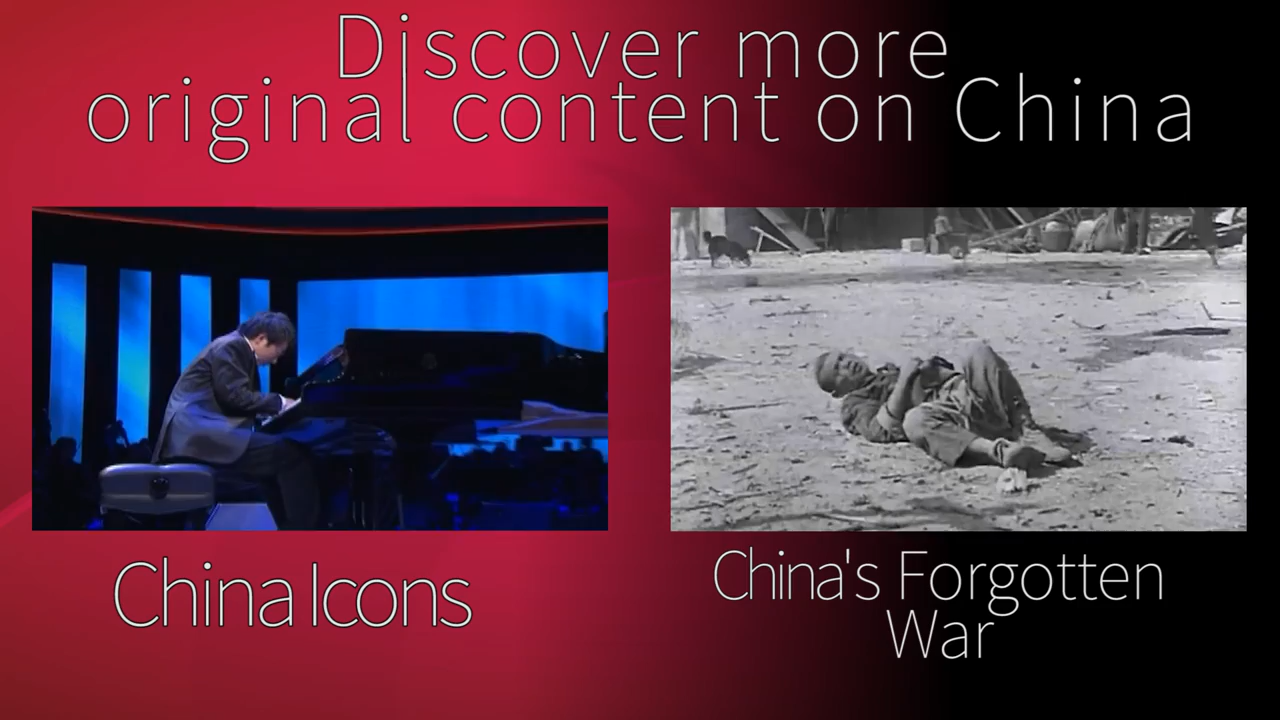 Discover more
original content on China
China Icons
China's Forgotten
War